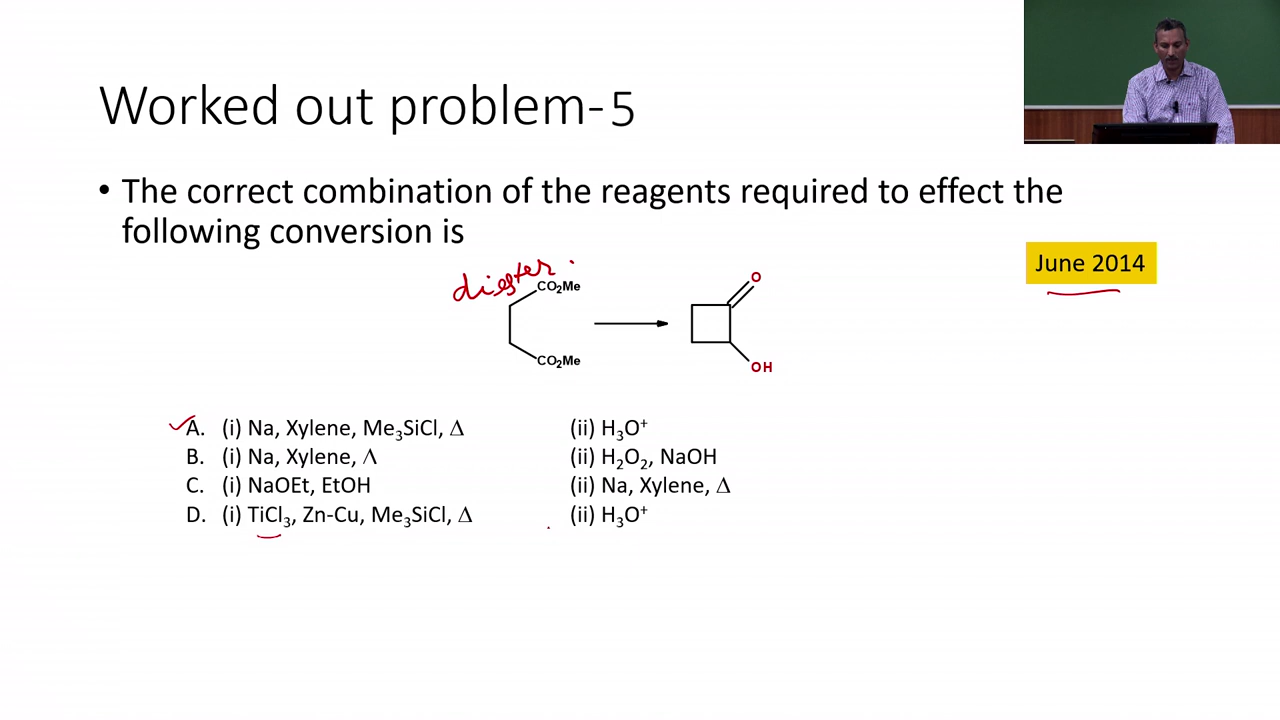 Worked out problem-5
• The correct combination of the reagents required to effect the
following conversion is
June 2014
diester
CO₂Me
CO₂Me
O
OH
A. (i) Na, Xylene, Me₃SiCl, Δ (ii) H₃O⁺
B. (i) Na, Xylene, Λ (ii) H₂O₂, NaOH
C. (i) NaOEt, EtOH (ii) Na, Xylene, Δ
D. (i) TiCl₃, Zn-Cu, Me₃SiCl, Δ (ii) H₃O⁺